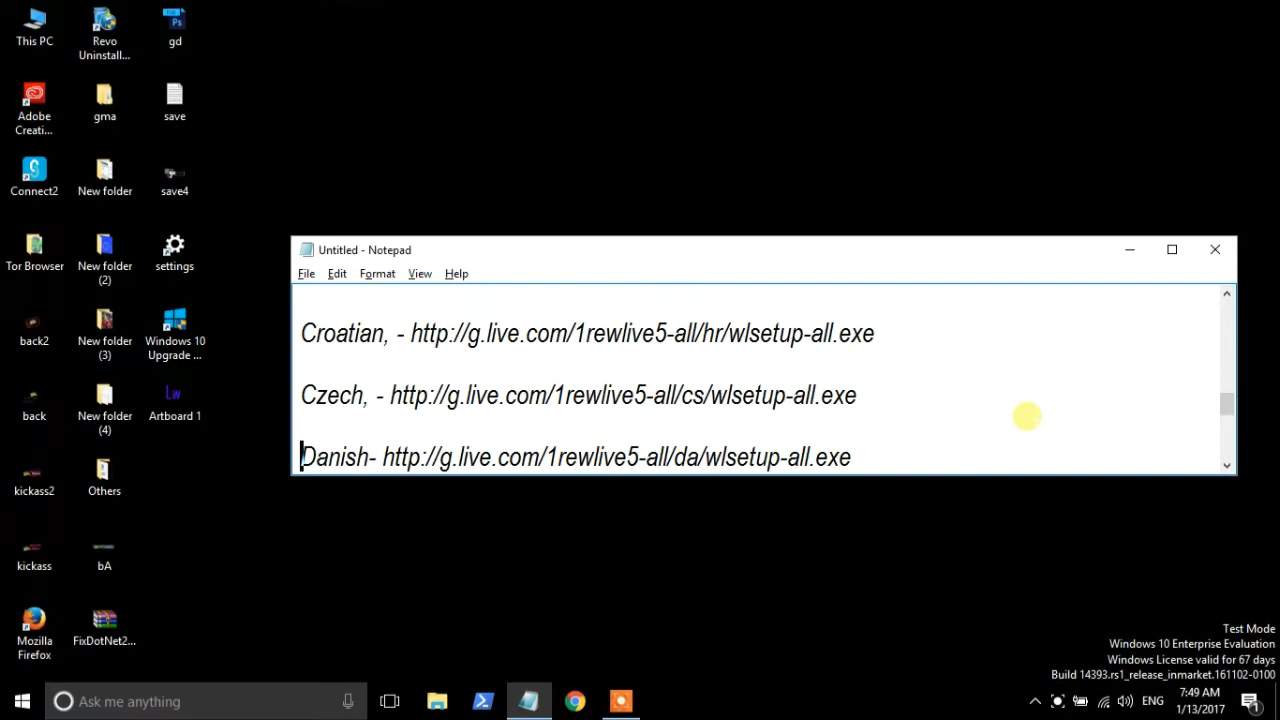 This PC
Revo
Uninstall...
gd
Adobe
Creati...
gma
save
Connect2
New folder
save4
Tor Browser
New folder
(2)
settings
back2
New folder
(3)
Windows 10
Upgrade ...
back
New folder
(4)
Artboard 1
kickass2
Others
kickass
bA
Mozilla
Firefox
FixDotNet2...
Untitled - Notepad
File Edit Format View Help
Croatian, - http://g.live.com/1rewlive5-all/hr/wlsetup-all.exe
Czech, - http://g.live.com/1rewlive5-all/cs/wlsetup-all.exe
Danish- http://g.live.com/1rewlive5-all/da/wlsetup-all.exe
Test Mode
Windows 10 Enterprise Evaluation
Windows License valid for 67 days
Build 14393.rs1_release_inmarket.161102-0100
Ask me anything
ENG
7:49 AM
1/13/2017
1
Ps
Lw